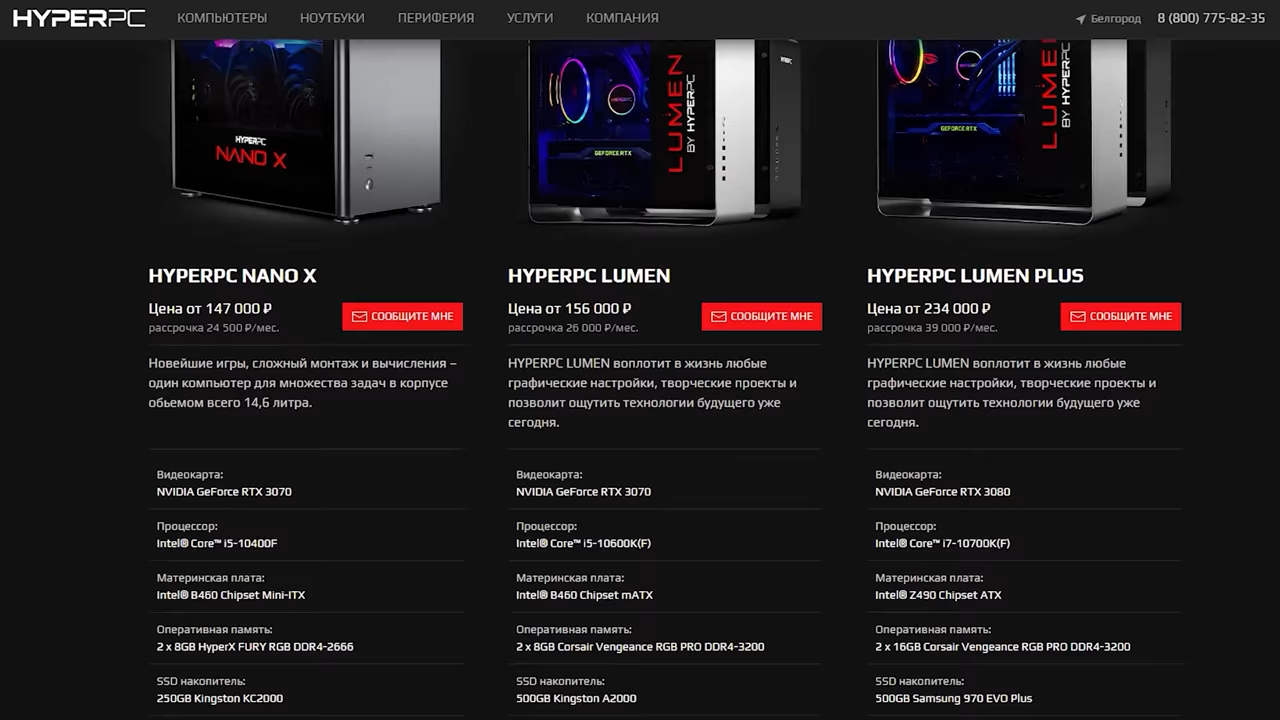 HYPERPC
КОМПЬЮТЕРЫ
НОУТБУКИ
ПЕРИФЕРИЯ
УСЛУГИ
КОМПАНИЯ
Белгород
8 (800) 775-82-35
HYPERPC
NANO X
HYPERPC
GEFORCE RTX
LUMEN
BY HYPERPC
HYPERPC
GEFORCE RTX
LUMEN
BY HYPERPC
HYPERPC NANO X
Цена от 147 000 ₽
рассрочка 24 500 ₽/мес.
СООБЩИТЕ МНЕ
Новейшие игры, сложный монтаж и вычисления –
один компьютер для множества задач в корпусе
обьемом всего 14,6 литра.
Видеокарта:
NVIDIA GeForce RTX 3070
Процессор:
Intel® Core™ i5-10400F
Материнская плата:
Intel® B460 Chipset Mini-ITX
Оперативная память:
2 x 8GB HyperX FURY RGB DDR4-2666
SSD накопитель:
250GB Kingston KC2000
HYPERPC LUMEN
Цена от 156 000 ₽
рассрочка 26 000 ₽/мес.
СООБЩИТЕ МНЕ
HYPERPC LUMEN воплотит в жизнь любые
графические настройки, творческие проекты и
позволит ощутить технологии будущего уже
сегодня.
Видеокарта:
NVIDIA GeForce RTX 3070
Процессор:
Intel® Core™ i5-10600K(F)
Материнская плата:
Intel® B460 Chipset mATX
Оперативная память:
2 x 8GB Corsair Vengeance RGB PRO DDR4-3200
SSD накопитель:
500GB Kingston A2000
HYPERPC LUMEN PLUS
Цена от 234 000 ₽
рассрочка 39 000 ₽/мес.
СООБЩИТЕ МНЕ
HYPERPC LUMEN воплотит в жизнь любые
графические настройки, творческие проекты и
позволит ощутить технологии будущего уже
сегодня.
Видеокарта:
NVIDIA GeForce RTX 3080
Процессор:
Intel® Core™ i7-10700K(F)
Материнская плата:
Intel® Z490 Chipset ATX
Оперативная память:
2 x 16GB Corsair Vengeance RGB PRO DDR4-3200
SSD накопитель:
500GB Samsung 970 EVO Plus